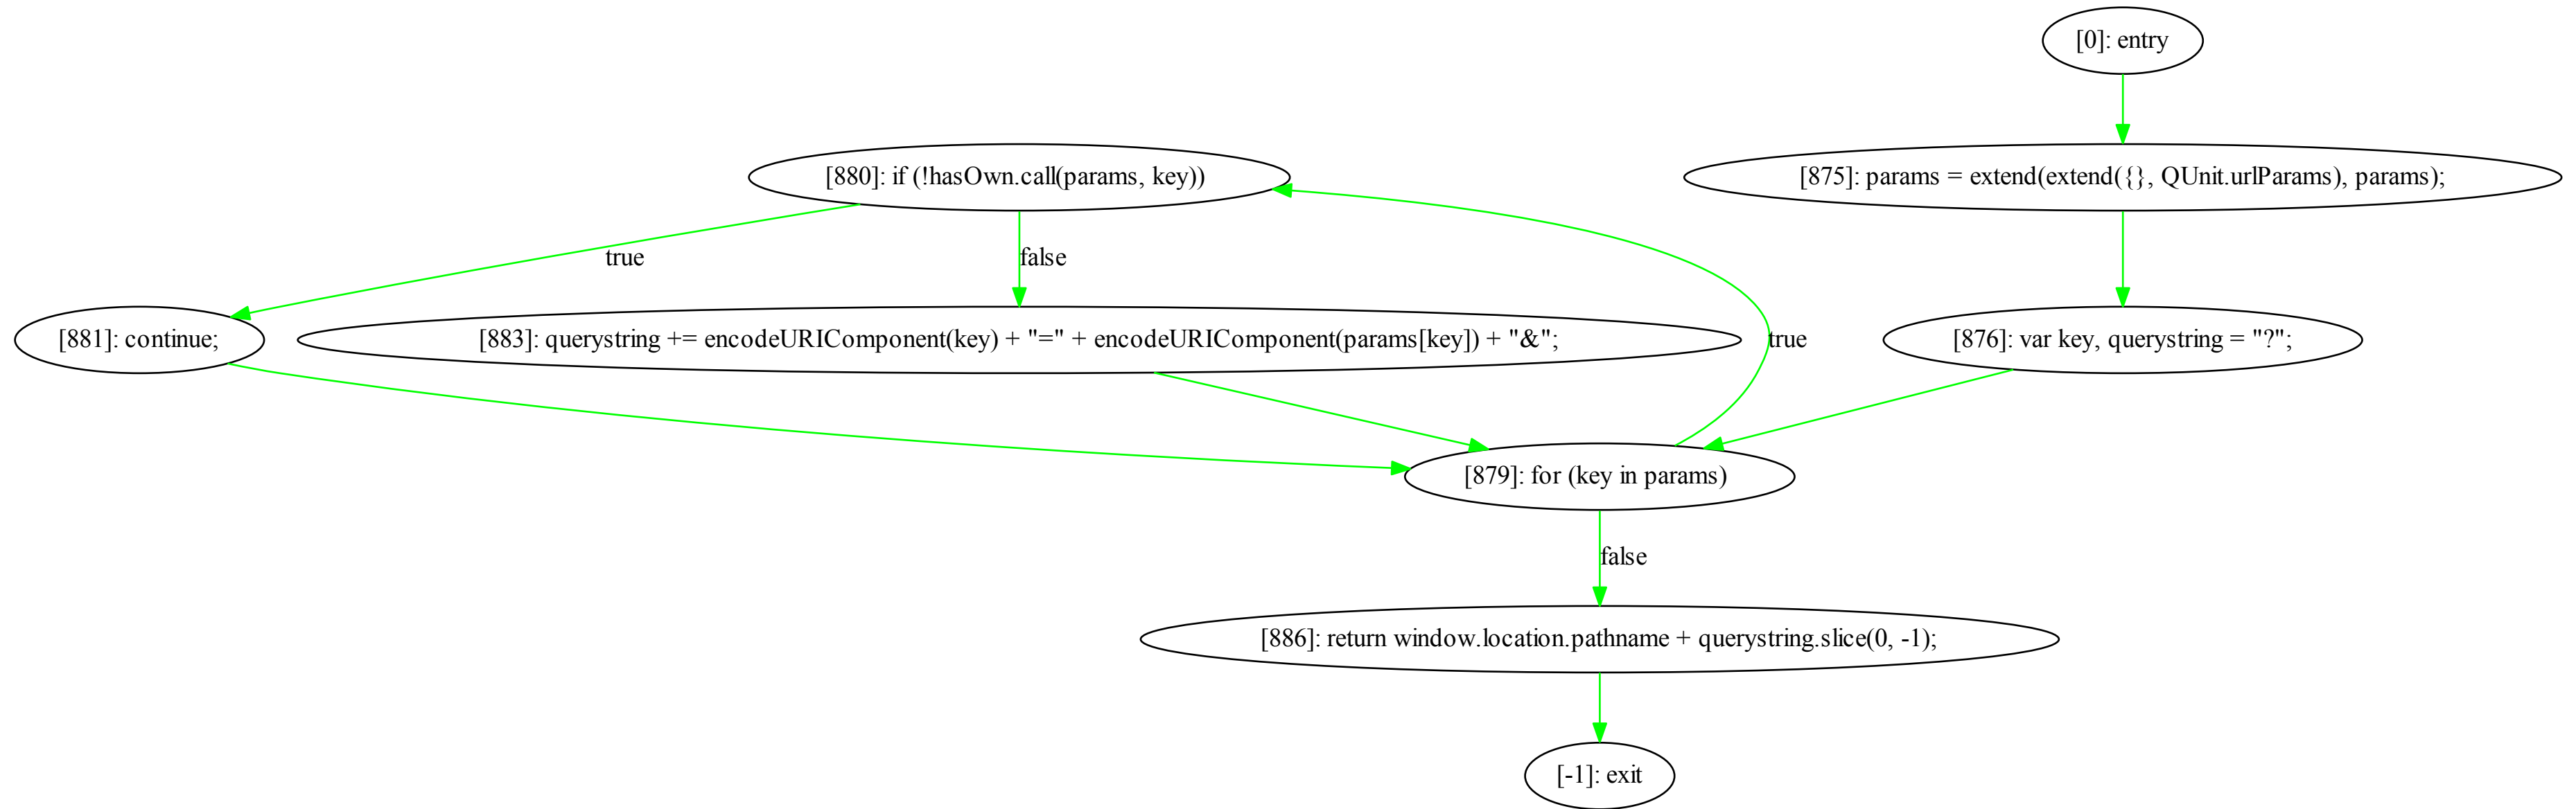 [0]: entry
[880]: if (!hasOwn.call(params, key))
[875]: params = extend(extend({}, QUnit.urlParams), params);
true
false
[881]: continue;
[883]: querystring += encodeURIComponent(key) + "=" + encodeURIComponent(params[key]) + "&";
true
[876]: var key, querystring = "?";
[879]: for (key in params)
false
[886]: return window.location.pathname + querystring.slice(0, -1);
[-1]: exit